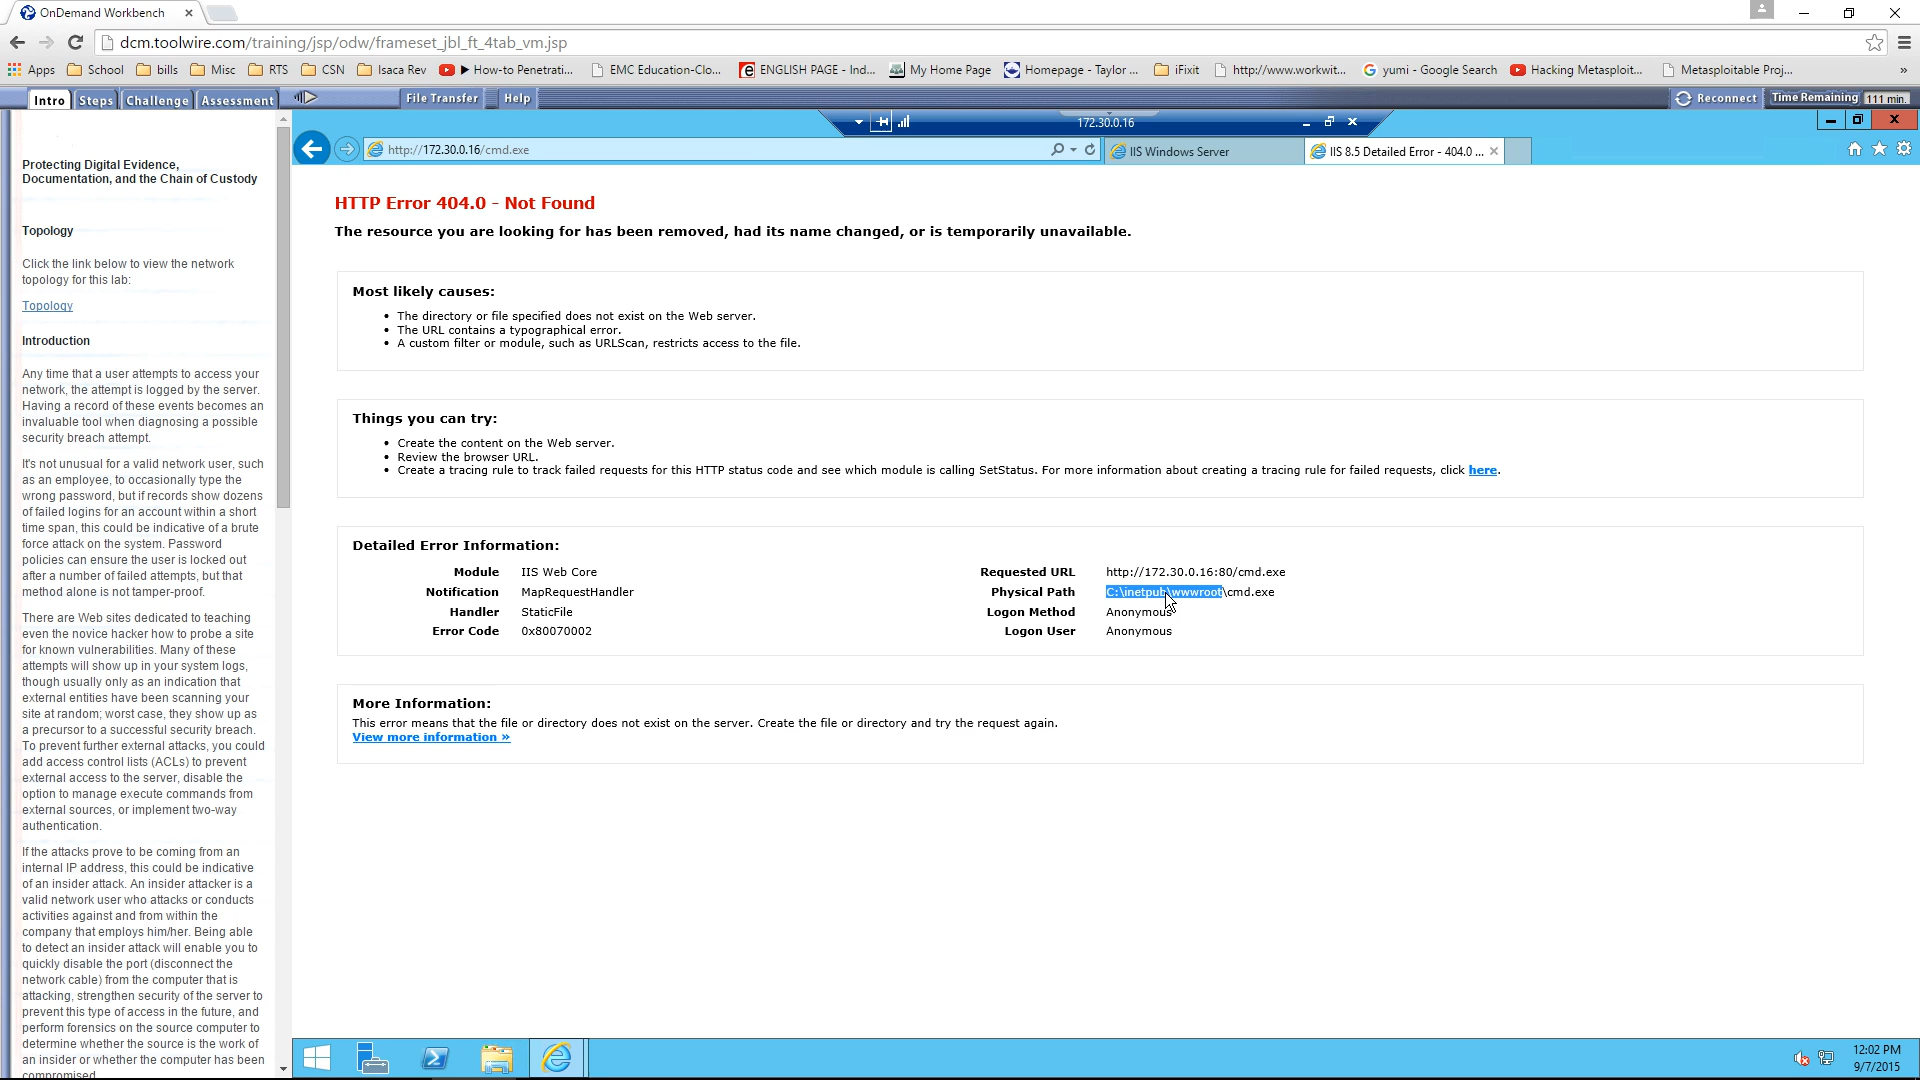 OnDemand Workbench
dcm.toolwire.com/training/jsp/odw/frameset_jbl_ft_4tab_vm.jsp
Apps School bills Misc RTS CSN Isaca Rev ▶ How-to Penetrati... EMC Education-Clo... ENGLISH PAGE - Ind... My Home Page Homepage - Taylor ... iFixit http://www.workwit... yumi - Google Search Hacking Metasploit... Metasploitable Proj... »
Intro Steps Challenge Assessment File Transfer Help Reconnect Time Remaining 111 min.
172.30.0.16
http://172.30.0.16/cmd.exe
IIS Windows Server
IIS 8.5 Detailed Error - 404.0 ...
Protecting Digital Evidence,
Documentation, and the Chain of Custody
Topology
Click the link below to view the network
topology for this lab:
Topology
Introduction
Any time that a user attempts to access your
network, the attempt is logged by the server.
Having a record of these events becomes an
invaluable tool when diagnosing a possible
security breach attempt.
It's not unusual for a valid network user, such
as an employee, to occasionally type the
wrong password, but if records show dozens
of failed logins for an account within a short
time span, this could be indicative of a brute
force attack on the system. Password
policies can ensure the user is locked out
after a number of failed attempts, but that
method alone is not tamper-proof.
There are Web sites dedicated to teaching
even the novice hacker how to probe a site
for known vulnerabilities. Many of these
attempts will show up in your system logs,
though usually only as an indication that
external entities have been scanning your
site at random; worst case, they show up as
a precursor to a successful security breach.
To prevent further external attacks, you could
add access control lists (ACLs) to prevent
external access to the server, disable the
option to manage execute commands from
external sources, or implement two-way
authentication.
If the attacks prove to be coming from an
internal IP address, this could be indicative
of an insider attack. An insider attacker is a
valid network user who attacks or conducts
activities against and from within the
company that employs him/her. Being able
to detect an insider attack will enable you to
quickly disable the port (disconnect the
network cable) from the computer that is
attacking, strengthen security of the server to
prevent this type of access in the future, and
perform forensics on the source computer to
determine whether the source is the work of
an insider or whether the computer has been
compromised.
HTTP Error 404.0 - Not Found
The resource you are looking for has been removed, had its name changed, or is temporarily unavailable.
Most likely causes:
• The directory or file specified does not exist on the Web server.
• The URL contains a typographical error.
• A custom filter or module, such as URLScan, restricts access to the file.
Things you can try:
• Create the content on the Web server.
• Review the browser URL.
• Create a tracing rule to track failed requests for this HTTP status code and see which module is calling SetStatus. For more information about creating a tracing rule for failed requests, click here.
Detailed Error Information:
Module IIS Web Core
Notification MapRequestHandler
Handler StaticFile
Error Code 0x80070002
Requested URL http://172.30.0.16:80/cmd.exe
Physical Path C:\inetpub\wwwroot\cmd.exe
Logon Method Anonymous
Logon User Anonymous
More Information:
This error means that the file or directory does not exist on the server. Create the file or directory and try the request again.
View more information »
12:02 PM
9/7/2015